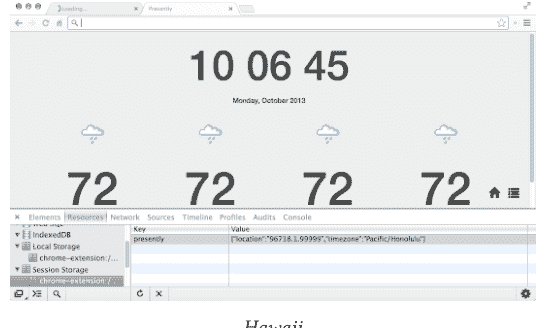 Loading...
Presently
10 06 45
Monday, October 2013
72 72 72 72
Elements Resources Network Sources Timeline Profiles Audits Console
IndexedDB
Local Storage
chrome-extension:/...
Session Storage
chrome-extension:/...
Key Value
presently {"location":"96718.1.99999","timezone":"Pacific/Honolulu"}
Hawaii